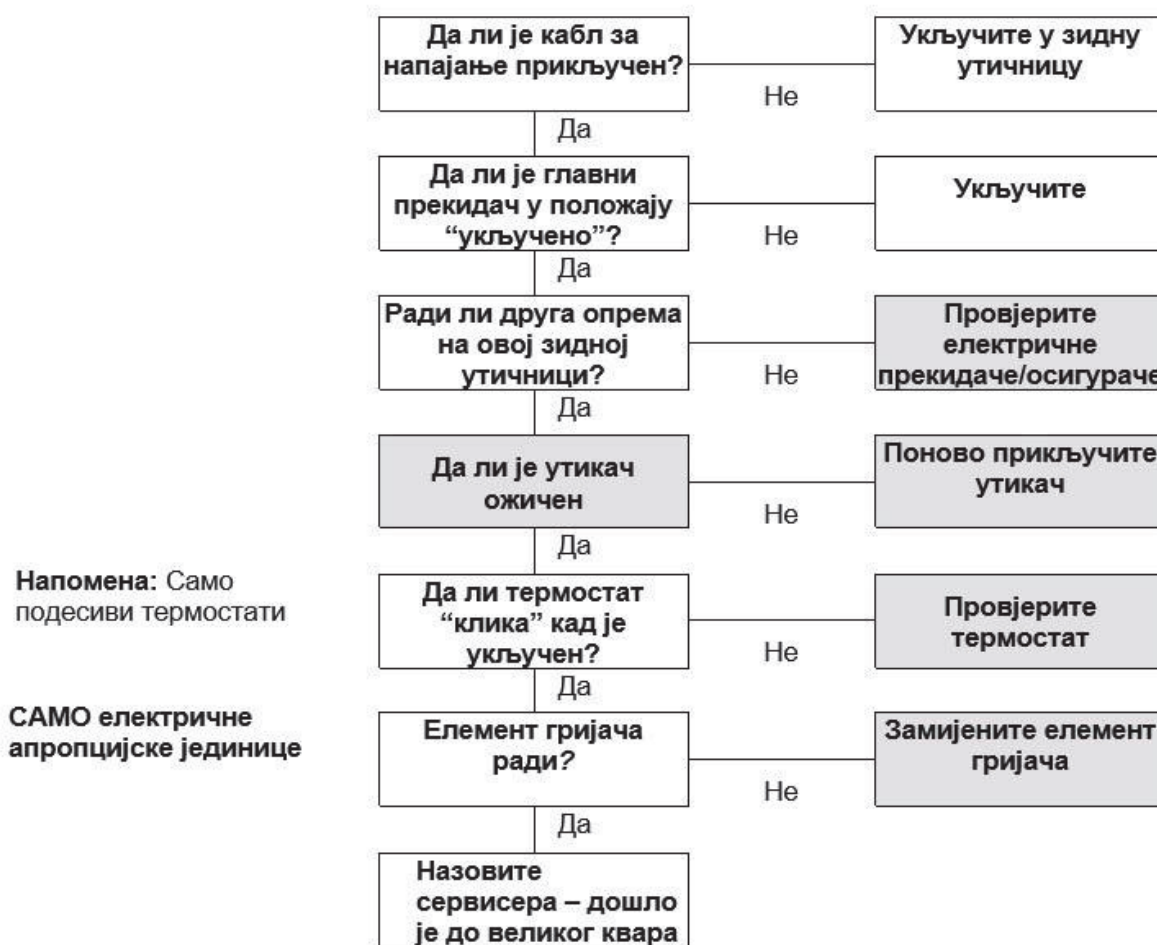 Да ли је кабл за
напајање прикључен?
Не
Укључите у зидну
утичницу
Да
Да ли је главни
прекидач у положају
“укључено”?
Не
Укључите
Да
Ради ли друга опрема
на овој зидној
утичници?
Не
Провјерите
електричне
прекидаче/осигураче
Да
Да ли је утикач
ожичен
Не
Поново прикључите
утикач
Да
Напомена: Само
подесиви термостати
Да ли термостат
“клика” кад је
укључен?
Не
Провјерите
термостат
Да
САМО електричне
апропцијске јединице
Елемент гријача
ради?
Не
Замијените елемент
гријача
Да
Назовите
сервисера – дошло
је до великог квара